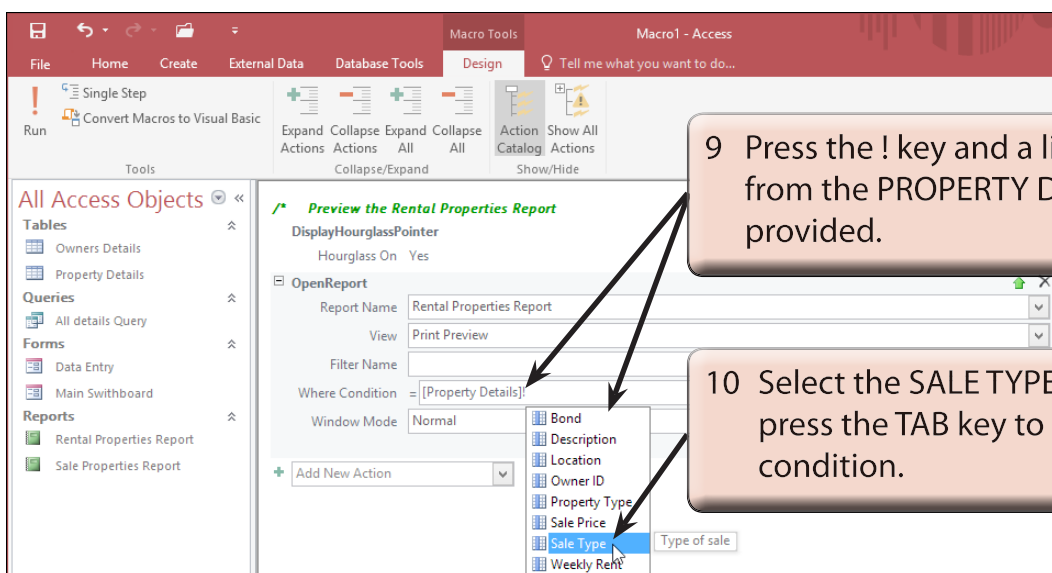 Macro Tools
Macro1 - Access
File Home Create External Data Database Tools Design Tell me what you want to do...
Run
Single Step
Convert Macros to Visual Basic
Tools
Expand Actions
Collapse Actions
Expand All
Collapse All
Collapse/Expand
Action Catalog
Show All Actions
Show/Hide
All Access Objects
Tables
Owners Details
Property Details
Queries
All details Query
Forms
Data Entry
Main Swithboard
Reports
Rental Properties Report
Sale Properties Report
/* Preview the Rental Properties Report
DisplayHourglassPointer
Hourglass On Yes
OpenReport
Report Name Rental Properties Report
View Print Preview
Filter Name
Where Condition = [Property Details]!
Window Mode Normal
Add New Action
Bond
Description
Location
Owner ID
Property Type
Sale Price
Sale Type
Type of sale
Weekly Rent
9 Press the ! key and a
from the PROPERTY
provided.
10 Select the SALE TYPE
press the TAB key to
condition.